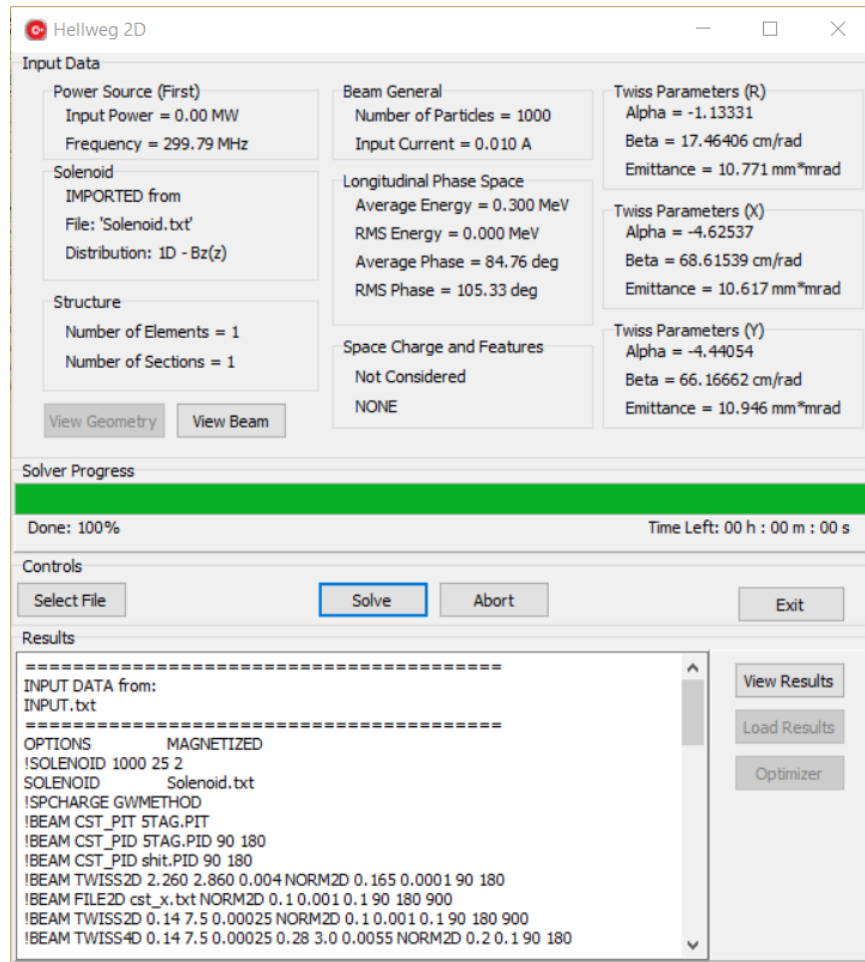 Hellweg 2D
Input Data
Power Source (First)
Input Power = 0.00 MW
Frequency = 299.79 MHz
Solenoid
IMPORTED from
File: 'Solenoid.txt'
Distribution: 1D - Bz(z)
Structure
Number of Elements = 1
Number of Sections = 1
View Geometry
View Beam
Beam General
Number of Particles = 1000
Input Current = 0.010 A
Longitudinal Phase Space
Average Energy = 0.300 MeV
RMS Energy = 0.000 MeV
Average Phase = 84.76 deg
RMS Phase = 105.33 deg
Space Charge and Features
Not Considered
NONE
Twiss Parameters (R)
Alpha = -1.13331
Beta = 17.46406 cm/rad
Emittance = 10.771 mm*mrad
Twiss Parameters (X)
Alpha = -4.62537
Beta = 68.61539 cm/rad
Emittance = 10.617 mm*mrad
Twiss Parameters (Y)
Alpha = -4.44054
Beta = 66.16662 cm/rad
Emittance = 10.946 mm*mrad
Solver Progress
Done: 100%
Time Left: 00 h : 00 m : 00 s
Controls
Select File
Solve
Abort
Exit
Results
========================================
INPUT DATA from:
INPUT.txt
========================================
OPTIONS MAGNETIZED
!SOLENOID 1000 25 2
SOLENOID Solenoid.txt
!SPCHARGE GWMETHOD
!BEAM CST_PIT 5TAG.PIT
!BEAM CST_PID 5TAG.PID 90 180
!BEAM CST_PID shit.PID 90 180
!BEAM TWISS2D 2.260 2.860 0.004 NORM2D 0.165 0.0001 90 180
!BEAM FILE2D cst_x.txt NORM2D 0.1 0.001 0.1 90 180 900
!BEAM TWISS2D 0.14 7.5 0.00025 NORM2D 0.1 0.001 0.1 90 180 900
!BEAM TWISS4D 0.14 7.5 0.00025 0.28 3.0 0.0055 NORM2D 0.2 0.1 90 180
View Results
Load Results
Optimizer